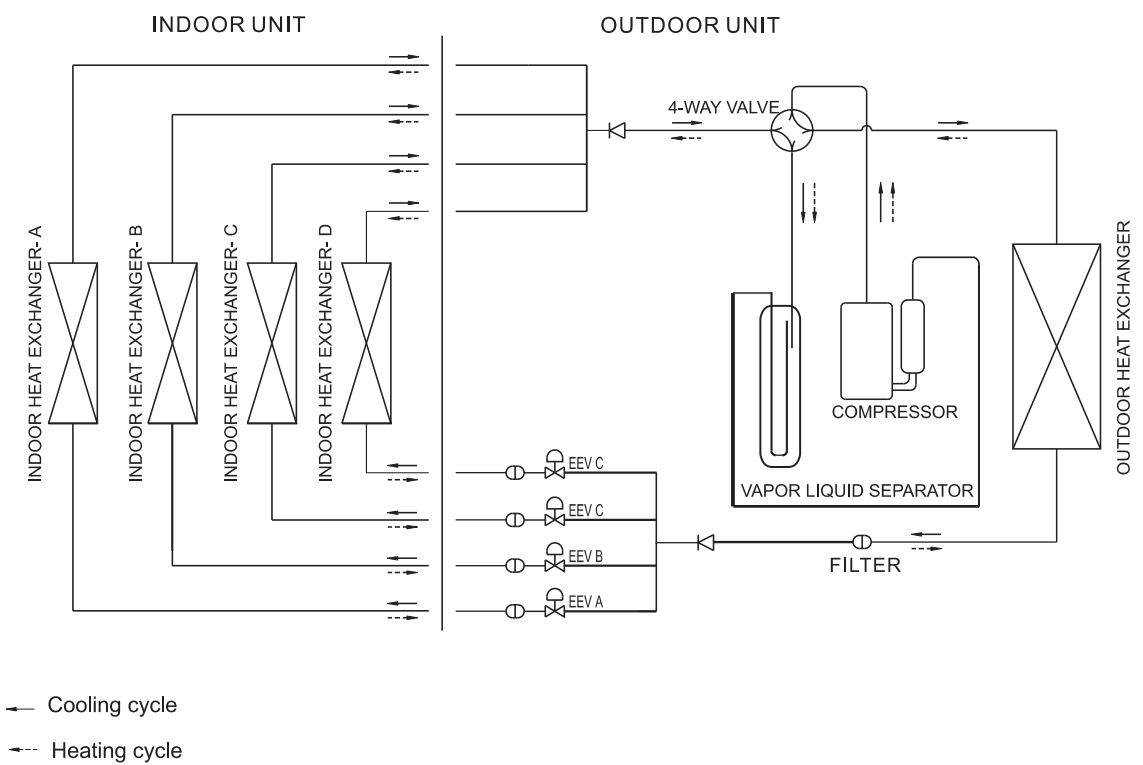 INDOOR UNIT
OUTDOOR UNIT
4-WAY VALVE
INDOOR HEAT EXCHANGER- A
INDOOR HEAT EXCHANGER- B
INDOOR HEAT EXCHANGER- C
INDOOR HEAT EXCHANGER- D
OUTDOOR HEAT EXCHANGER
COMPRESSOR
VAPOR LIQUID SEPARATOR
EEV C
EEV C
EEV B
EEV A
FILTER
Cooling cycle
Heating cycle